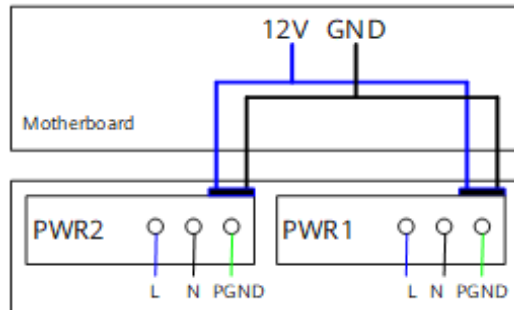 12V GND
Motherboard
PWR2 PWR1
L N PGND L N PGND